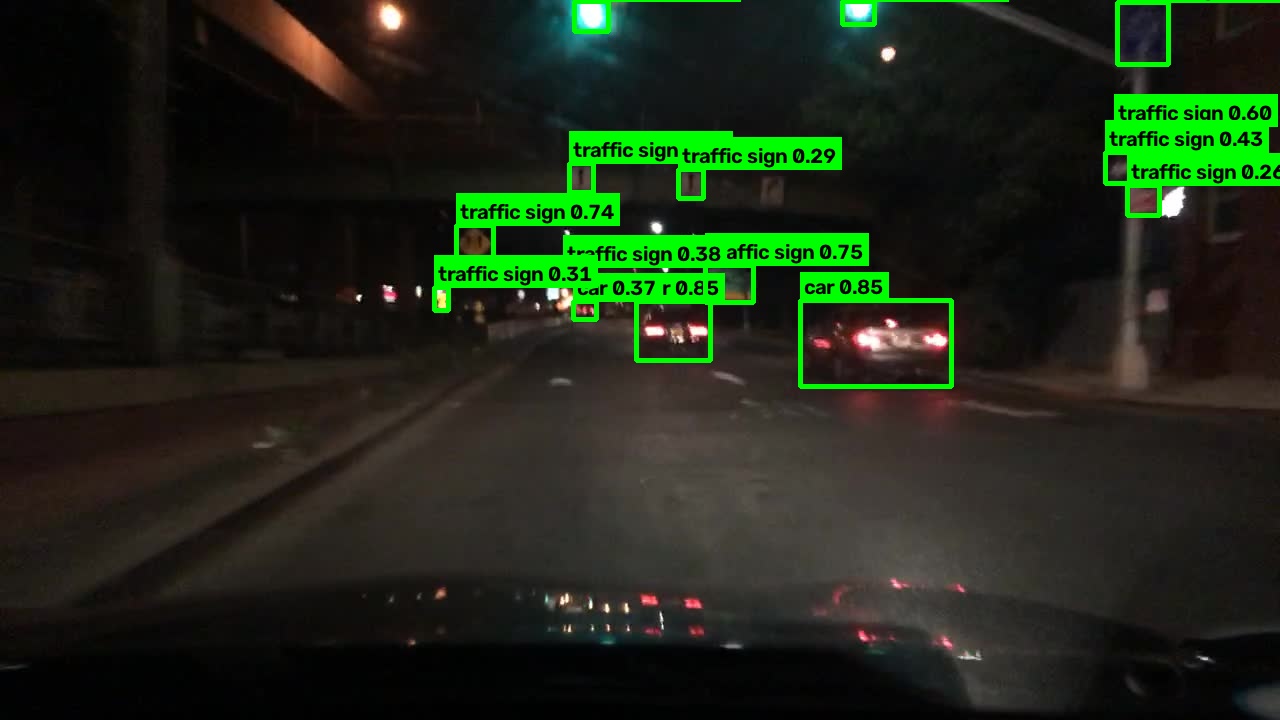 traffic sign 0.60
traffic sign 0.43
traffic sign
traffic sign 0.29
traffic sign 0.26
traffic sign 0.74
traffic sign 0.38
affic sign 0.75
traffic sign 0.31
car 0.37
r 0.85
car 0.85